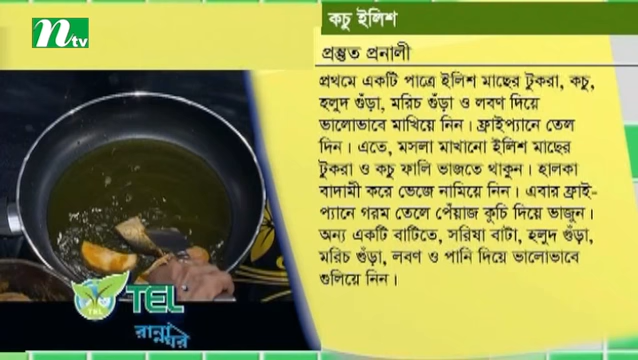 কচু ইলিশ
ntv
প্রস্তুত প্রনালী
প্রথমে একটি পাত্রে ইলিশ মাছের টুকরা, কচু,
হলুদ গুঁড়া, মরিচ গুঁড়া ও লবণ দিয়ে
ভালোভাবে মাখিয়ে নিন। ফ্রাইপ্যানে তেল
দিন। এতে, মসলা মাখানো ইলিশ মাছের
টুকরা ও কচু ফালি ভাজতে থাকুন। হালকা
বাদামী করে ভেজে নামিয়ে নিন। এবার ফ্রাই-
প্যানে গরম তেলে পেঁয়াজ কুচি দিয়ে ভাজুন।
অন্য একটি বাটিতে, সরিষা বাটা, হলুদ গুঁড়া,
মরিচ গুঁড়া, লবণ ও পানি দিয়ে ভালোভাবে
গুলিয়ে নিন।
TEL
TEL
রান্না ঘর